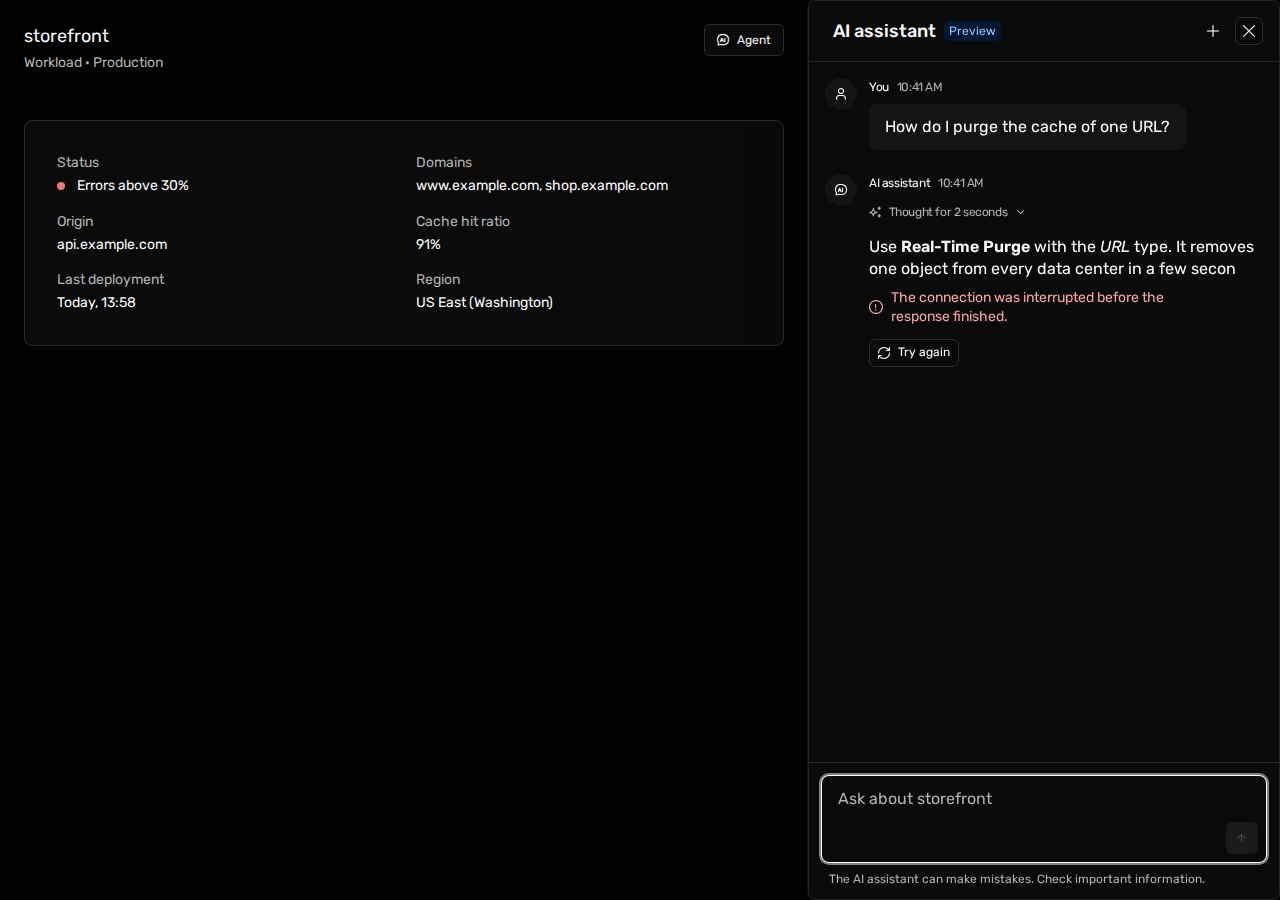 storefront
Workload • Production
Agent
Status
Errors above 30%
Domains
www.example.com, shop.example.com
Origin
api.example.com
Cache hit ratio
91%
Last deployment
Today, 13:58
Region
US East (Washington)
AI assistant Preview
You 10:41 AM
How do I purge the cache of one URL?
AI assistant 10:41 AM
Thought for 2 seconds
Use Real-Time Purge with the URL type. It removes
one object from every data center in a few secon
The connection was interrupted before the
response finished.
Try again
Ask about storefront
The AI assistant can make mistakes. Check important information.